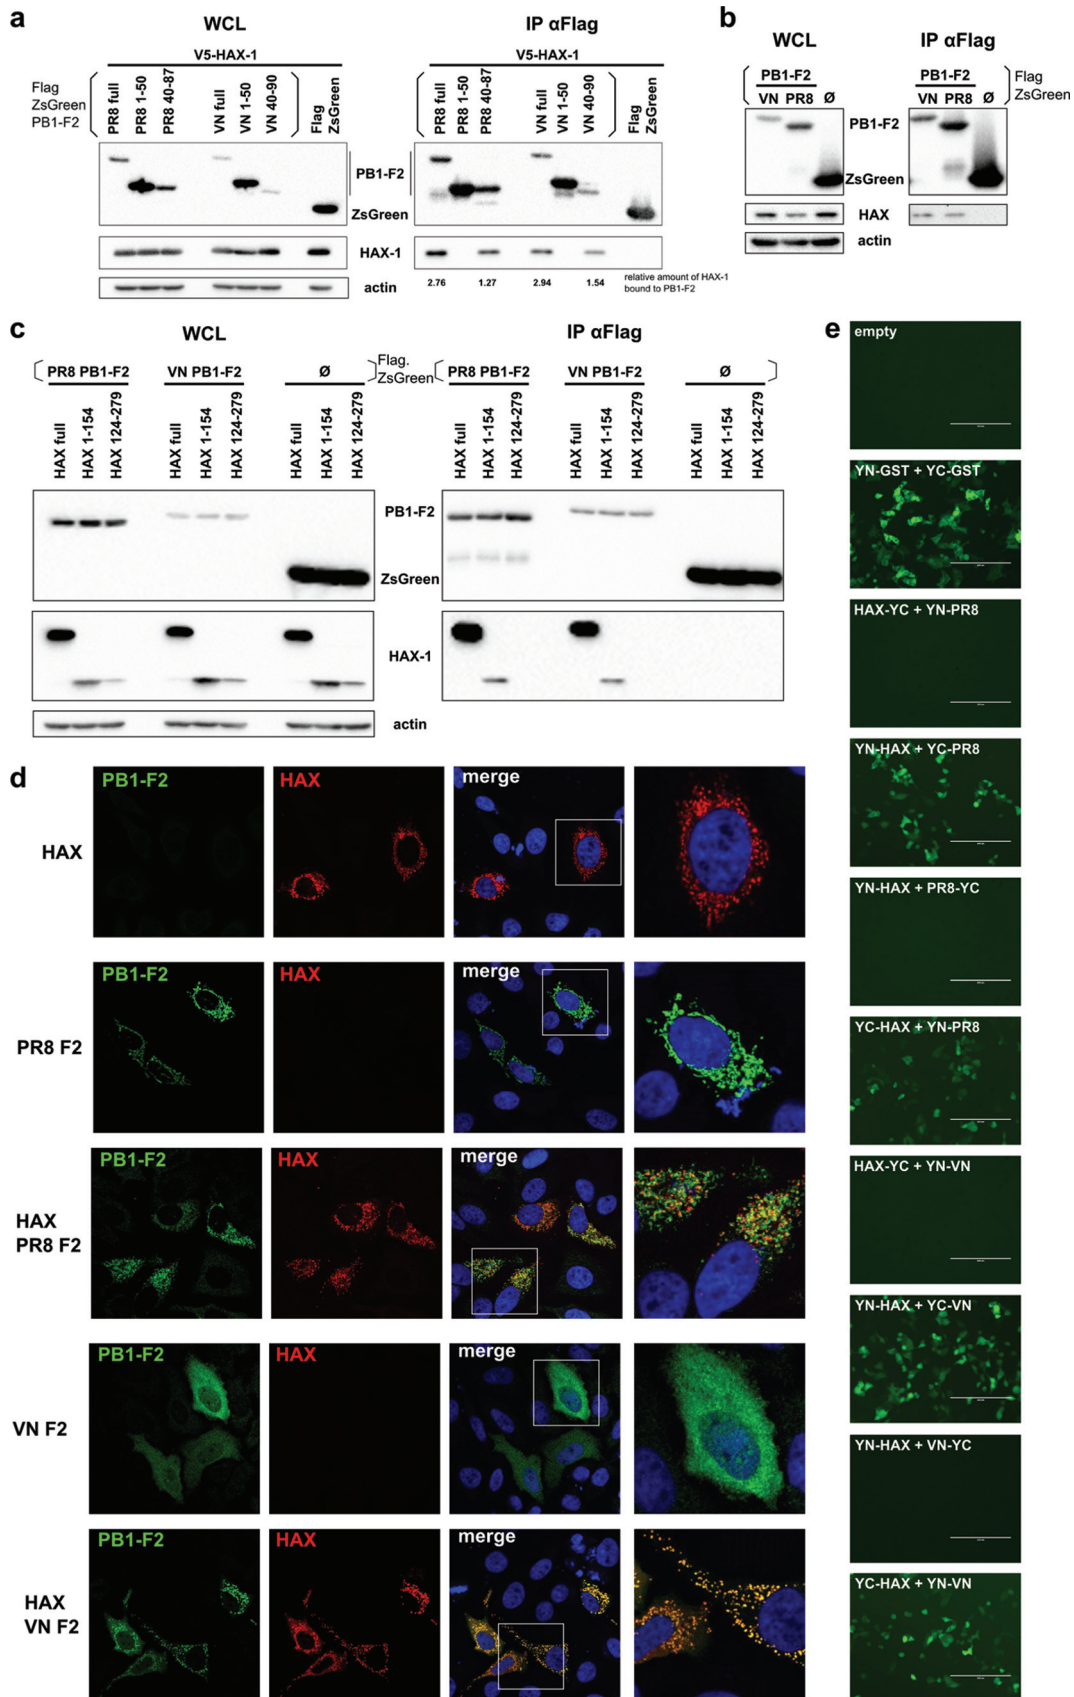 a
WCL
IP αFlag
V5-HAX-1
V5-HAX-1
Flag
ZsGreen
PB1-F2
PR8 full
PR8 1-50
PR8 40-87
VN full
VN 1-50
VN 40-90
Flag
ZsGreen
PR8 full
PR8 1-50
PR8 40-87
VN full
VN 1-50
VN 40-90
Flag
ZsGreen
PB1-F2
ZsGreen
HAX-1
actin
2.76
1.27
2.94
1.54
relative amount of HAX-1
bound to PB1-F2
b
WCL
IP αFlag
PB1-F2
VN PR8 Ø
PB1-F2
VN PR8 Ø
Flag
ZsGreen
PB1-F2
ZsGreen
HAX
actin
c
WCL
IP αFlag
PR8 PB1-F2
VN PB1-F2
Ø
Flag.
ZsGreen
PR8 PB1-F2
VN PB1-F2
Ø
HAX full
HAX 1-154
HAX 124-279
HAX full
HAX 1-154
HAX 124-279
HAX full
HAX 1-154
HAX 124-279
HAX full
HAX 1-154
HAX 124-279
HAX full
HAX 1-154
HAX 124-279
HAX full
HAX 1-154
HAX 124-279
PB1-F2
ZsGreen
HAX-1
actin
d
PB1-F2
HAX
merge
HAX
PB1-F2
HAX
merge
PR8 F2
PB1-F2
HAX
merge
HAX
PR8 F2
PB1-F2
HAX
merge
VN F2
PB1-F2
HAX
merge
HAX
VN F2
e
empty
YN-GST + YC-GST
HAX-YC + YN-PR8
YN-HAX + YC-PR8
YN-HAX + PR8-YC
YC-HAX + YN-PR8
HAX-YC + YN-VN
YN-HAX + YC-VN
YN-HAX + VN-YC
YC-HAX + YN-VN